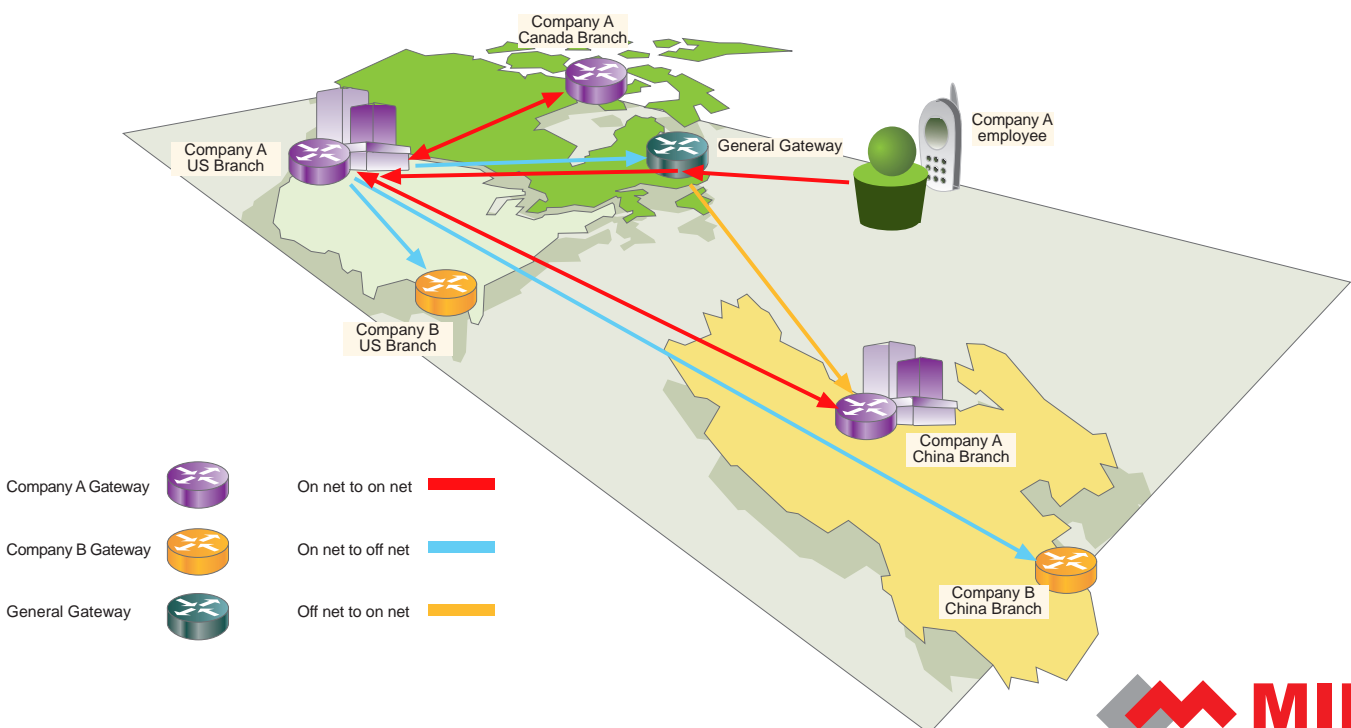 Company A
Canada Branch
Company A
employee
Company A
US Branch
General Gateway
Company B
US Branch
Company A
China Branch
Company A Gateway
On net to on net
Company B Gateway
On net to off net
Company B
China Branch
General Gateway
Off net to on net